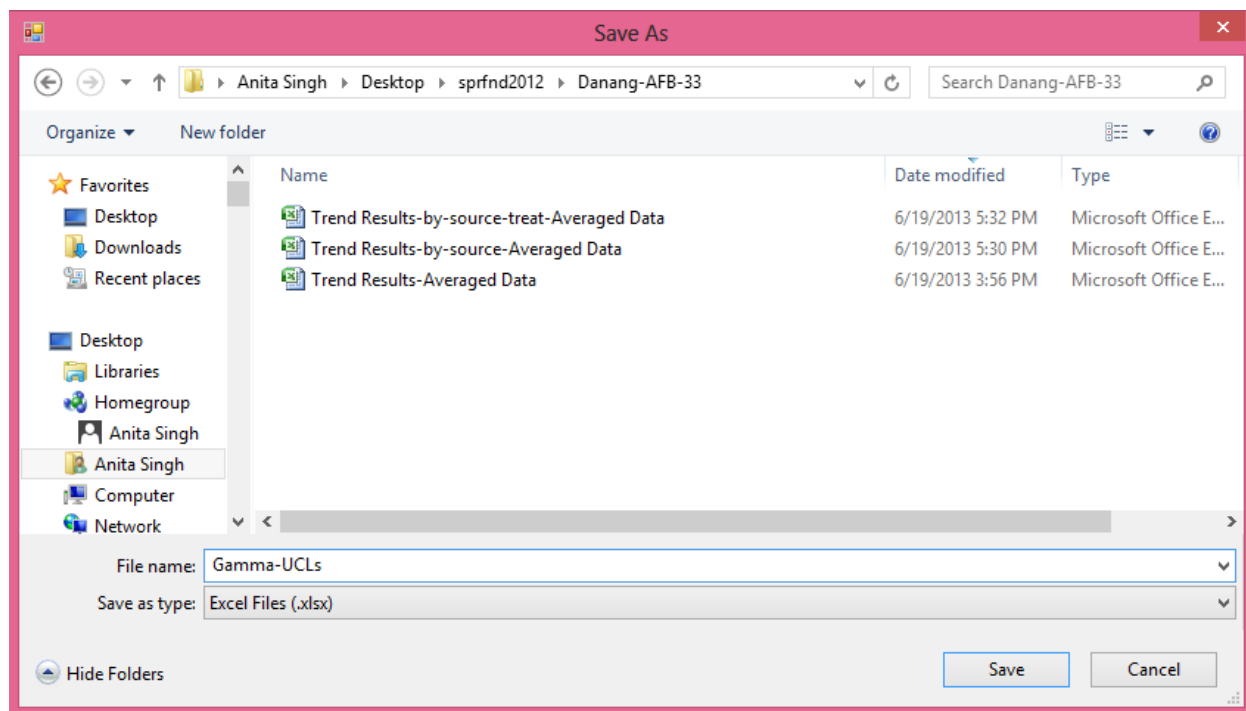 Save As
Anita Singh Desktop sprfnd2012 Danang-AFB-33 Search Danang-AFB-33
Organize New folder
Favorites
Desktop
Downloads
Recent places
Desktop
Libraries
Homegroup
Anita Singh
Anita Singh
Computer
Network
Name Date modified Type
Trend Results-by-source-treat-Averaged Data 6/19/2013 5:32 PM Microsoft Office E...
Trend Results-by-source-Averaged Data 6/19/2013 5:30 PM Microsoft Office E...
Trend Results-Averaged Data 6/19/2013 3:56 PM Microsoft Office E...
File name: Gamma-UCLs
Save as type: Excel Files (.xlsx)
Hide Folders Save Cancel